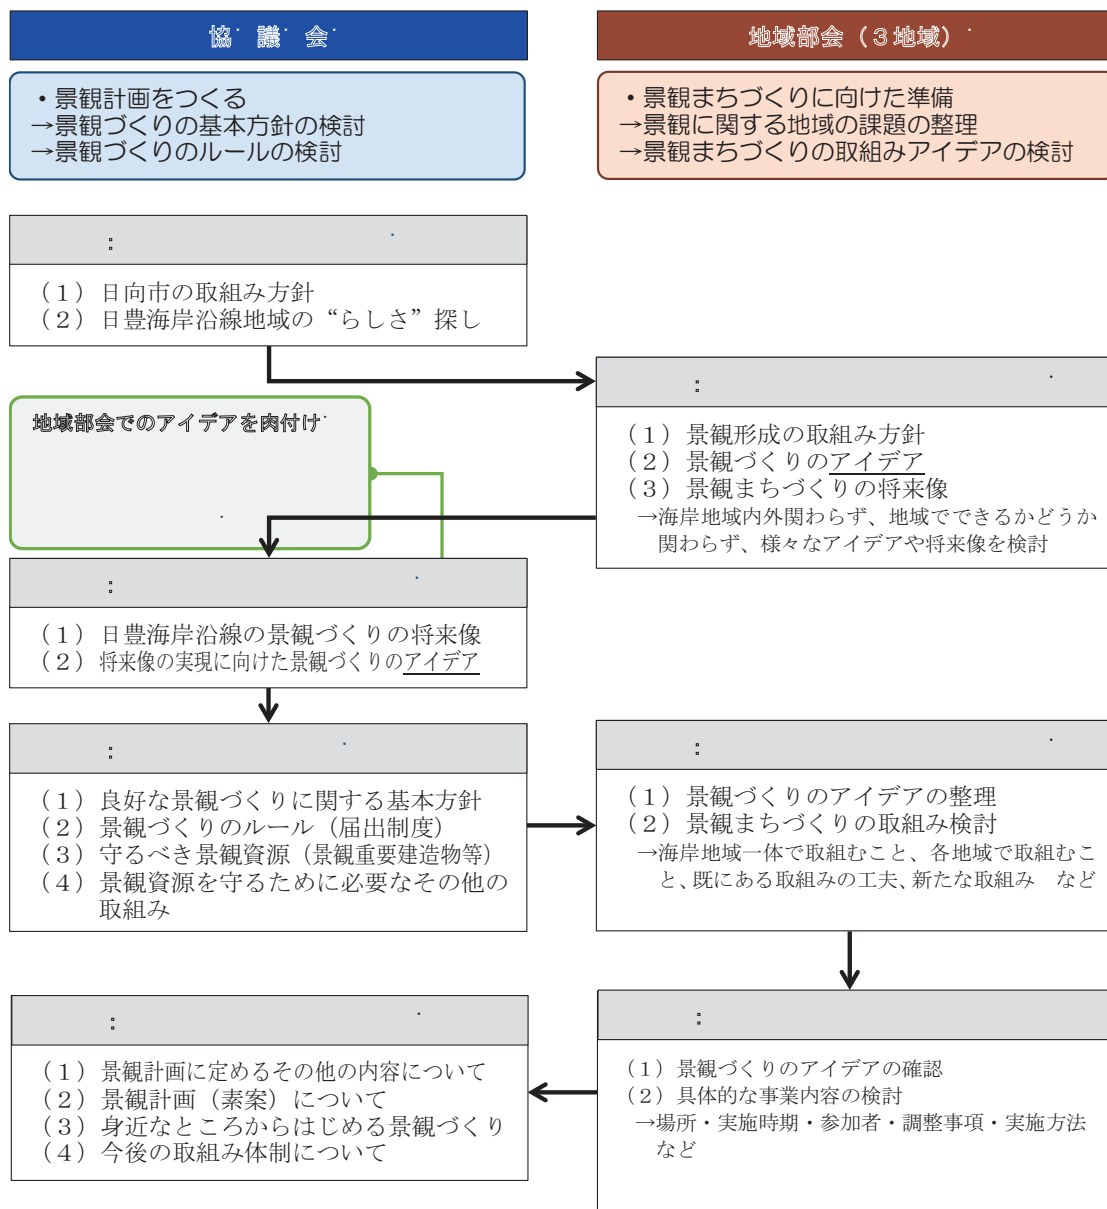 協議会
地域部会（３地域）
・景観計画をつくる
→景観づくりの基本方針の検討
→景観づくりのルールの検討
・景観まちづくりに向けた準備
→景観に関する地域の課題の整理
→景観まちづくりの取組みアイデアの検討
：
（１）日向市の取組み方針
（２）日豊海岸沿線地域の“らしさ”探し
：
（１）景観形成の取組み方針
（２）景観づくりのアイデア
（３）景観まちづくりの将来像
→海岸地域内外関わらず、地域でできるかどうか
関わらず、様々なアイデアや将来像を検討
地域部会でのアイデアを肉付け
：
（１）日豊海岸沿線の景観づくりの将来像
（２）将来像の実現に向けた景観づくりのアイデア
：
（１）良好な景観づくりに関する基本方針
（２）景観づくりのルール（届出制度）
（３）守るべき景観資源（景観重要建造物等）
（４）景観資源を守るために必要なその他の
取組み
：
（１）景観づくりのアイデアの整理
（２）景観まちづくりの取組み検討
→海岸地域一体で取組むこと、各地域で取組むこ
と、既にある取組みの工夫、新たな取組み　など
：
（１）景観づくりのアイデアの確認
（２）具体的な事業内容の検討
→場所・実施時期・参加者・調整事項・実施方法
など
：
（１）景観計画に定めるその他の内容について
（２）景観計画（素案）について
（３）身近なところからはじめる景観づくり
（４）今後の取組み体制について